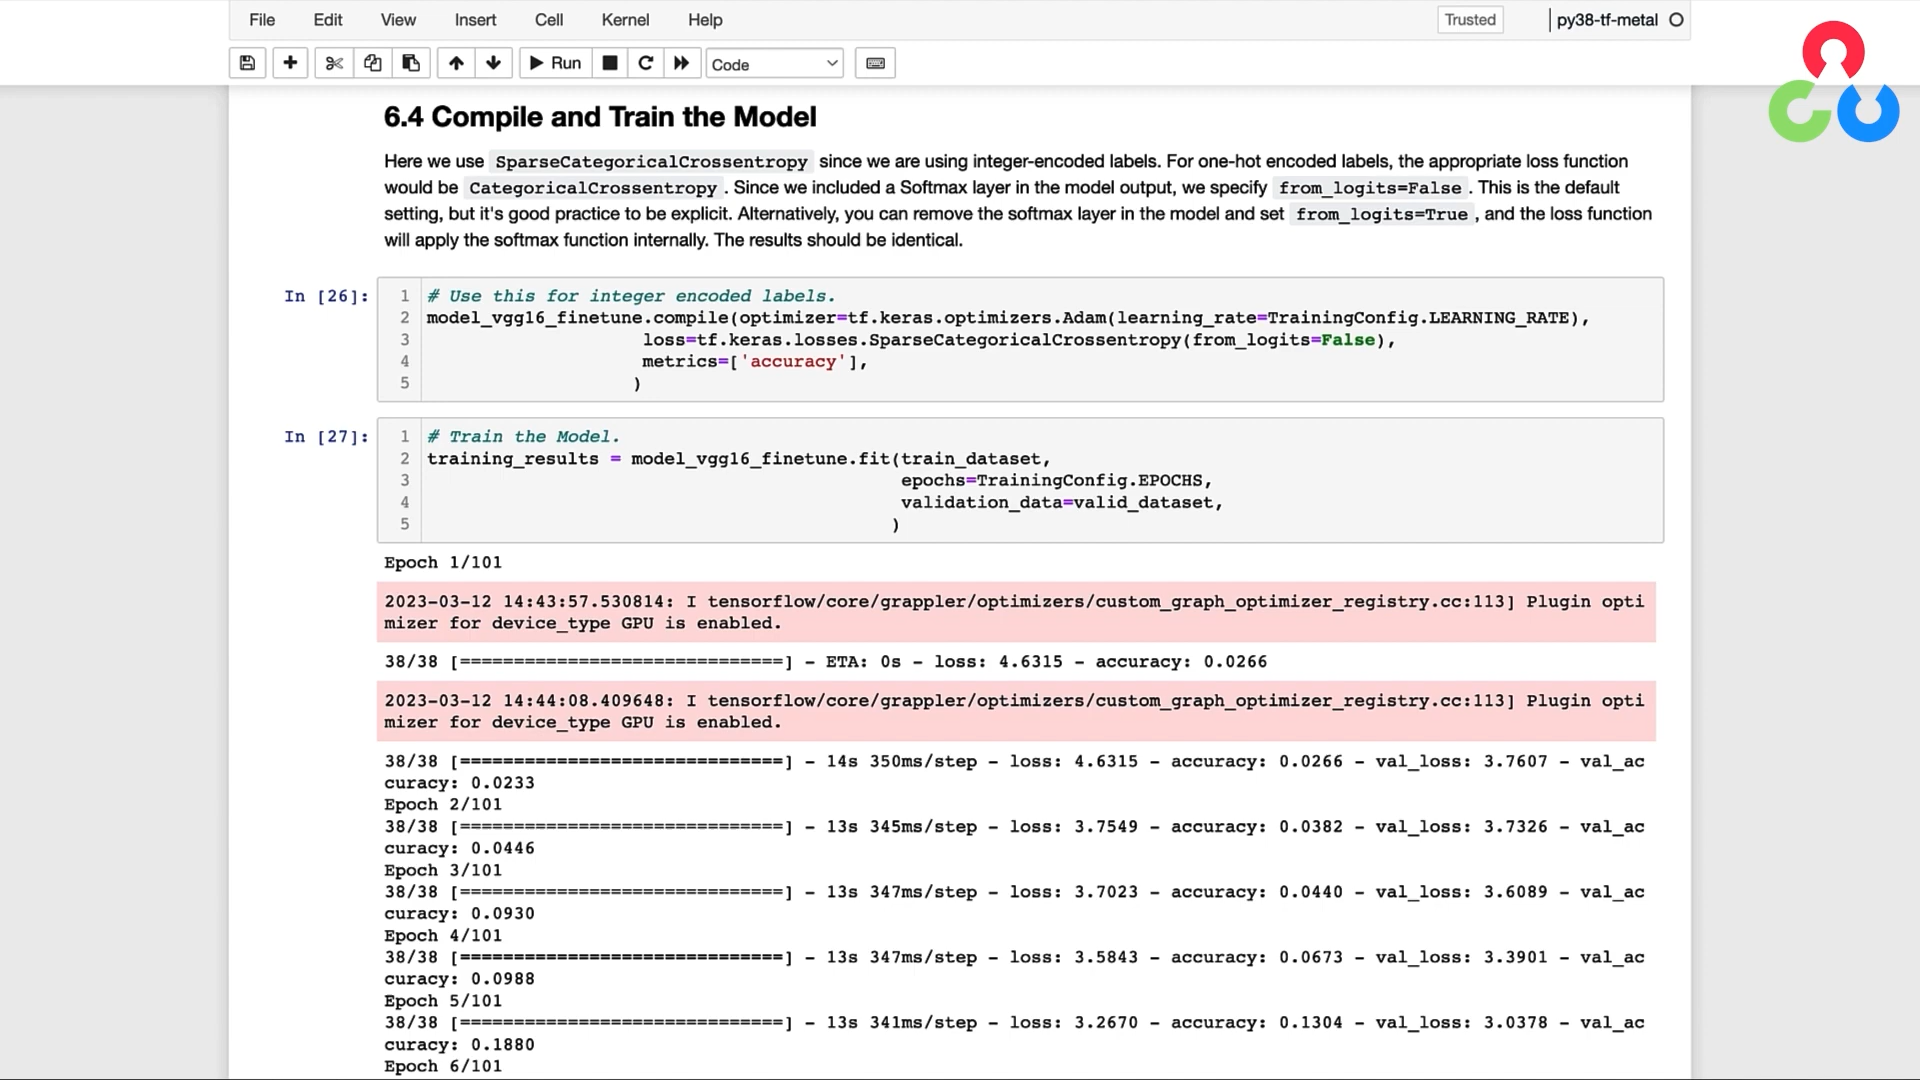 File Edit View Insert Cell Kernel Help Trusted py38-tf-metal
Run Code
6.4 Compile and Train the Model
Here we use SparseCategoricalCrossentropy since we are using integer-encoded labels. For one-hot encoded labels, the appropriate loss function
would be CategoricalCrossentropy . Since we included a Softmax layer in the model output, we specify from_logits=False . This is the default
setting, but it's good practice to be explicit. Alternatively, you can remove the softmax layer in the model and set from_logits=True , and the loss function
will apply the softmax function internally. The results should be identical.
In [26]: 1 # Use this for integer encoded labels.
2 model_vgg16_finetune.compile(optimizer=tf.keras.optimizers.Adam(learning_rate=TrainingConfig.LEARNING_RATE),
3 loss=tf.keras.losses.SparseCategoricalCrossentropy(from_logits=False),
4 metrics=['accuracy'],
5 )
In [27]: 1 # Train the Model.
2 training_results = model_vgg16_finetune.fit(train_dataset,
3 epochs=TrainingConfig.EPOCHS,
4 validation_data=valid_dataset,
5 )
Epoch 1/101
2023-03-12 14:43:57.530814: I tensorflow/core/grappler/optimizers/custom_graph_optimizer_registry.cc:113] Plugin opti
mizer for device_type GPU is enabled.
38/38 [==============================] - ETA: 0s - loss: 4.6315 - accuracy: 0.0266
2023-03-12 14:44:08.409648: I tensorflow/core/grappler/optimizers/custom_graph_optimizer_registry.cc:113] Plugin opti
mizer for device_type GPU is enabled.
38/38 [==============================] - 14s 350ms/step - loss: 4.6315 - accuracy: 0.0266 - val_loss: 3.7607 - val_ac
curacy: 0.0233
Epoch 2/101
38/38 [==============================] - 13s 345ms/step - loss: 3.7549 - accuracy: 0.0382 - val_loss: 3.7326 - val_ac
curacy: 0.0446
Epoch 3/101
38/38 [==============================] - 13s 347ms/step - loss: 3.7023 - accuracy: 0.0440 - val_loss: 3.6089 - val_ac
curacy: 0.0930
Epoch 4/101
38/38 [==============================] - 13s 347ms/step - loss: 3.5843 - accuracy: 0.0673 - val_loss: 3.3901 - val_ac
curacy: 0.0988
Epoch 5/101
38/38 [==============================] - 13s 341ms/step - loss: 3.2670 - accuracy: 0.1304 - val_loss: 3.0378 - val_ac
curacy: 0.1880
Epoch 6/101